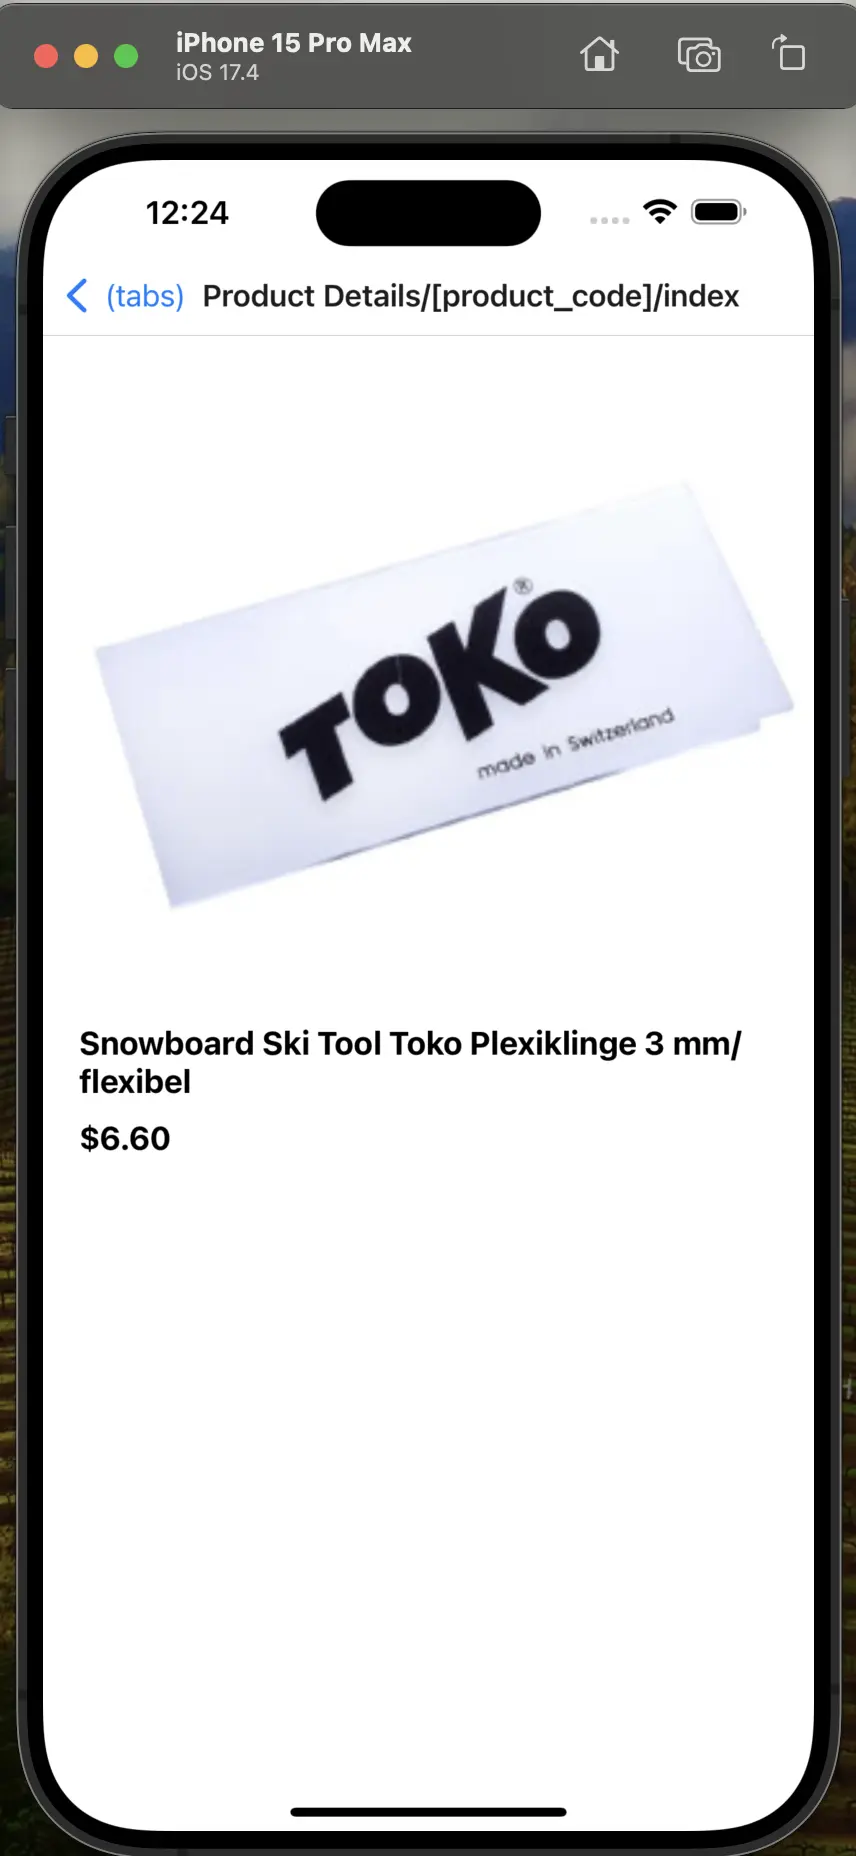 iPhone 15 Pro Max
iOS 17.4
12:24
(tabs) Product Details/[product_code]/index
TOKO®
made in Switzerland
Snowboard Ski Tool Toko Plexiklinge 3 mm/
flexibel
$6.60